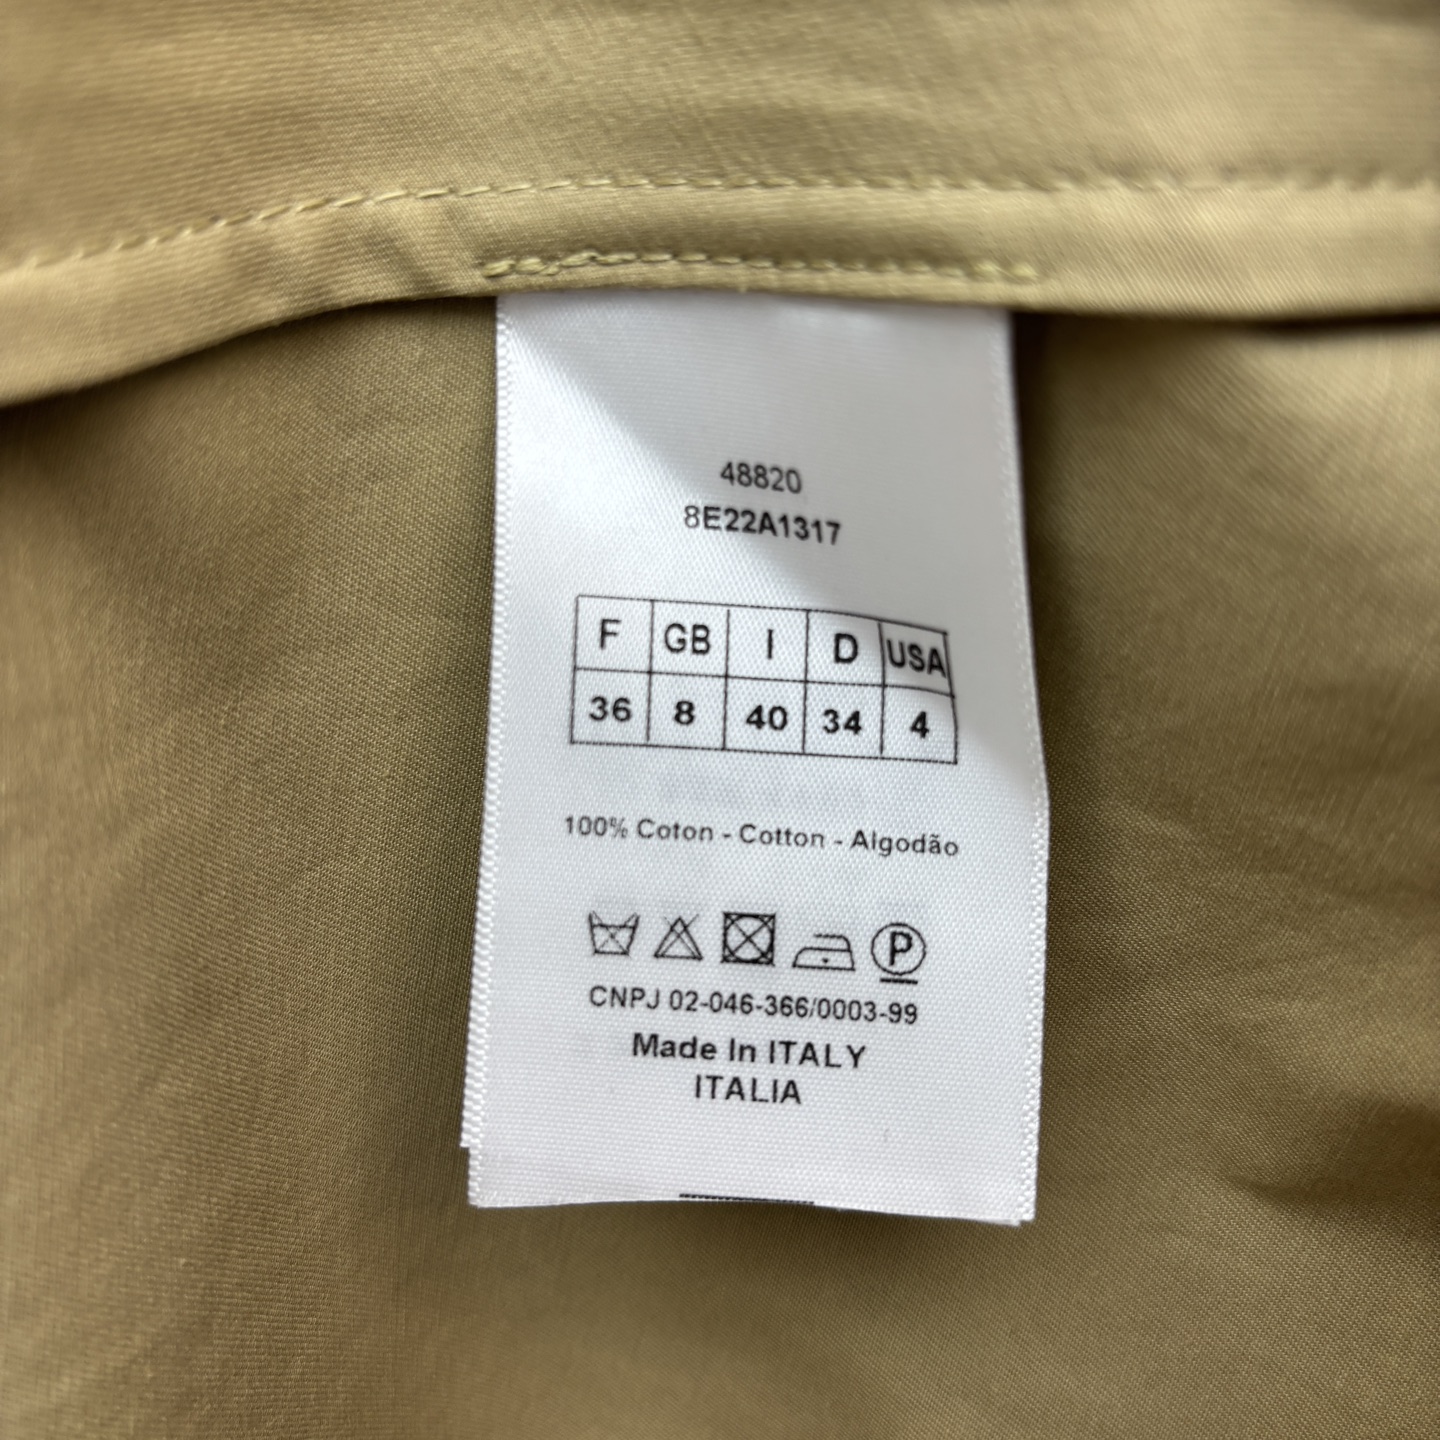 48820
8E22A1317
F GB I D USA
36 8 40 34 4
100% Coton - Cotton - Algodão
P
CNPJ 02-046-366/0003-99
Made In ITALY
ITALIA